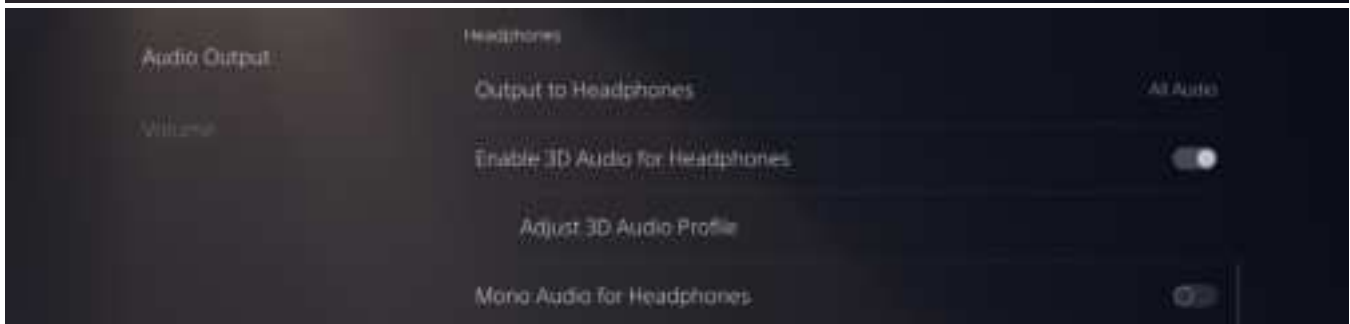 Audio Output
Volume
Headphones
Output to Headphones
All Audio
Enable 3D Audio for Headphones
Adjust 3D Audio Profile
Mono Audio for Headphones